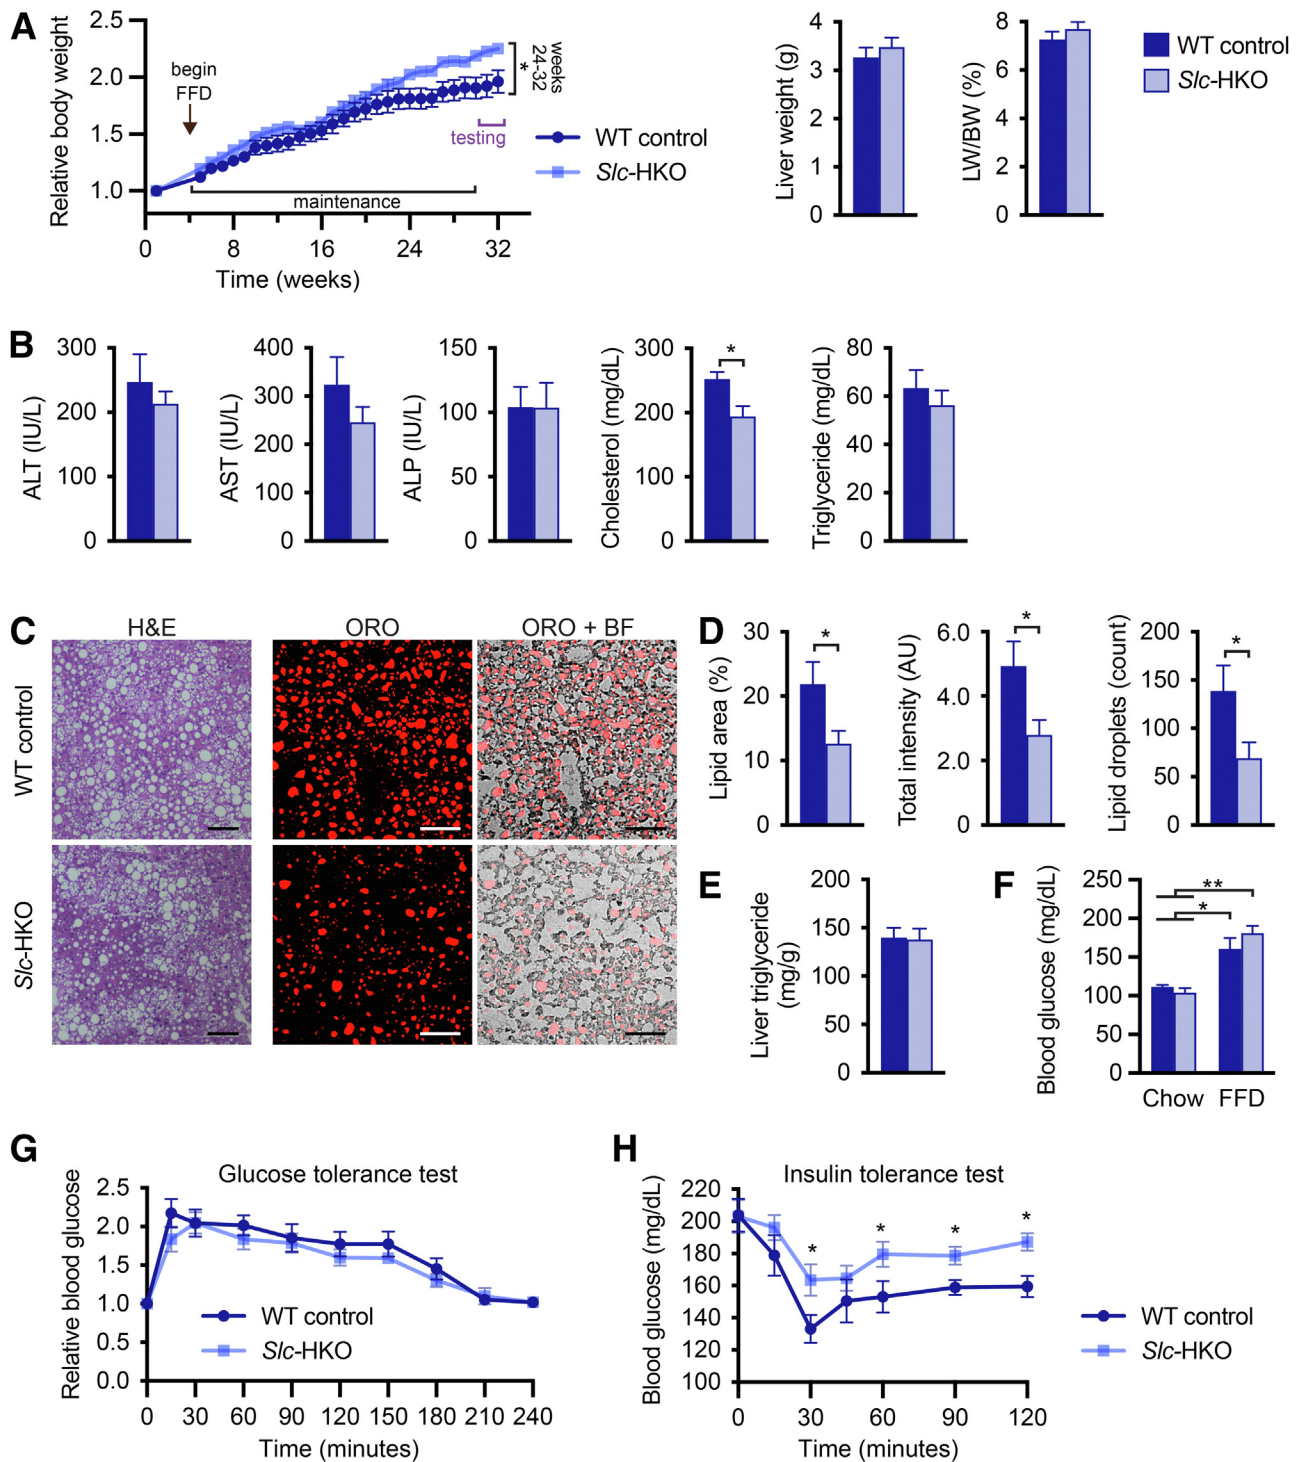 A
Relative body weight
2.5
2.0
1.5
1.0
begin
FFD
weeks
24-32
*
testing
maintenance
0 8 16 24 32
Time (weeks)
WT control
Slc-HKO
Liver weight (g)
4
3
2
1
0
LW/BW (%)
8
6
4
2
0
WT control
Slc-HKO
B
ALT (IU/L)
300
200
100
0
AST (IU/L)
400
300
200
100
0
ALP (IU/L)
150
100
50
0
Cholesterol (mg/dL)
300
200
100
0
*
Triglyceride (mg/dL)
80
60
40
20
0
C
H&E ORO ORO + BF
WT control
Slc-HKO
D
Lipid area (%)
30
20
10
0
*
Total intensity (AU)
6.0
4.0
2.0
0
*
Lipid droplets (count)
200
150
100
50
0
*
E
Liver triglyceride
(mg/g)
200
150
100
50
0
F
Blood glucose (mg/dL)
250
200
150
100
50
0
**
*
Chow FFD
G
Glucose tolerance test
Relative blood glucose
2.5
2.0
1.5
1.0
0.5
0.0
WT control
Slc-HKO
0 30 60 90 120 150 180 210 240
Time (minutes)
H
Insulin tolerance test
Blood glucose (mg/dL)
220
200
180
160
140
120
100
* * * *
0 30 60 90 120
Time (minutes)
WT control
Slc-HKO